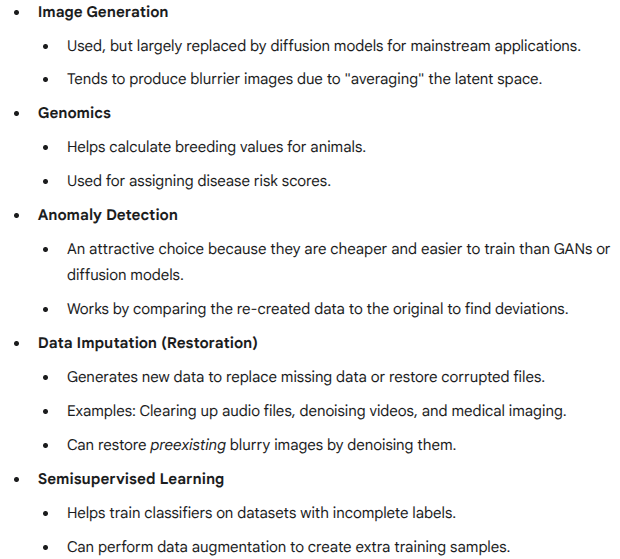 Image Generation
Used, but largely replaced by diffusion models for mainstream applications.
Tends to produce blurrier images due to "averaging" the latent space.
Genomics
Helps calculate breeding values for animals.
Used for assigning disease risk scores.
Anomaly Detection
An attractive choice because they are cheaper and easier to train than GANs or
diffusion models.
Works by comparing the re-created data to the original to find deviations.
Data Imputation (Restoration)
Generates new data to replace missing data or restore corrupted files.
Examples: Clearing up audio files, denoising videos, and medical imaging.
Can restore preexisting blurry images by denoising them.
Semisupervised Learning
Helps train classifiers on datasets with incomplete labels.
Can perform data augmentation to create extra training samples.